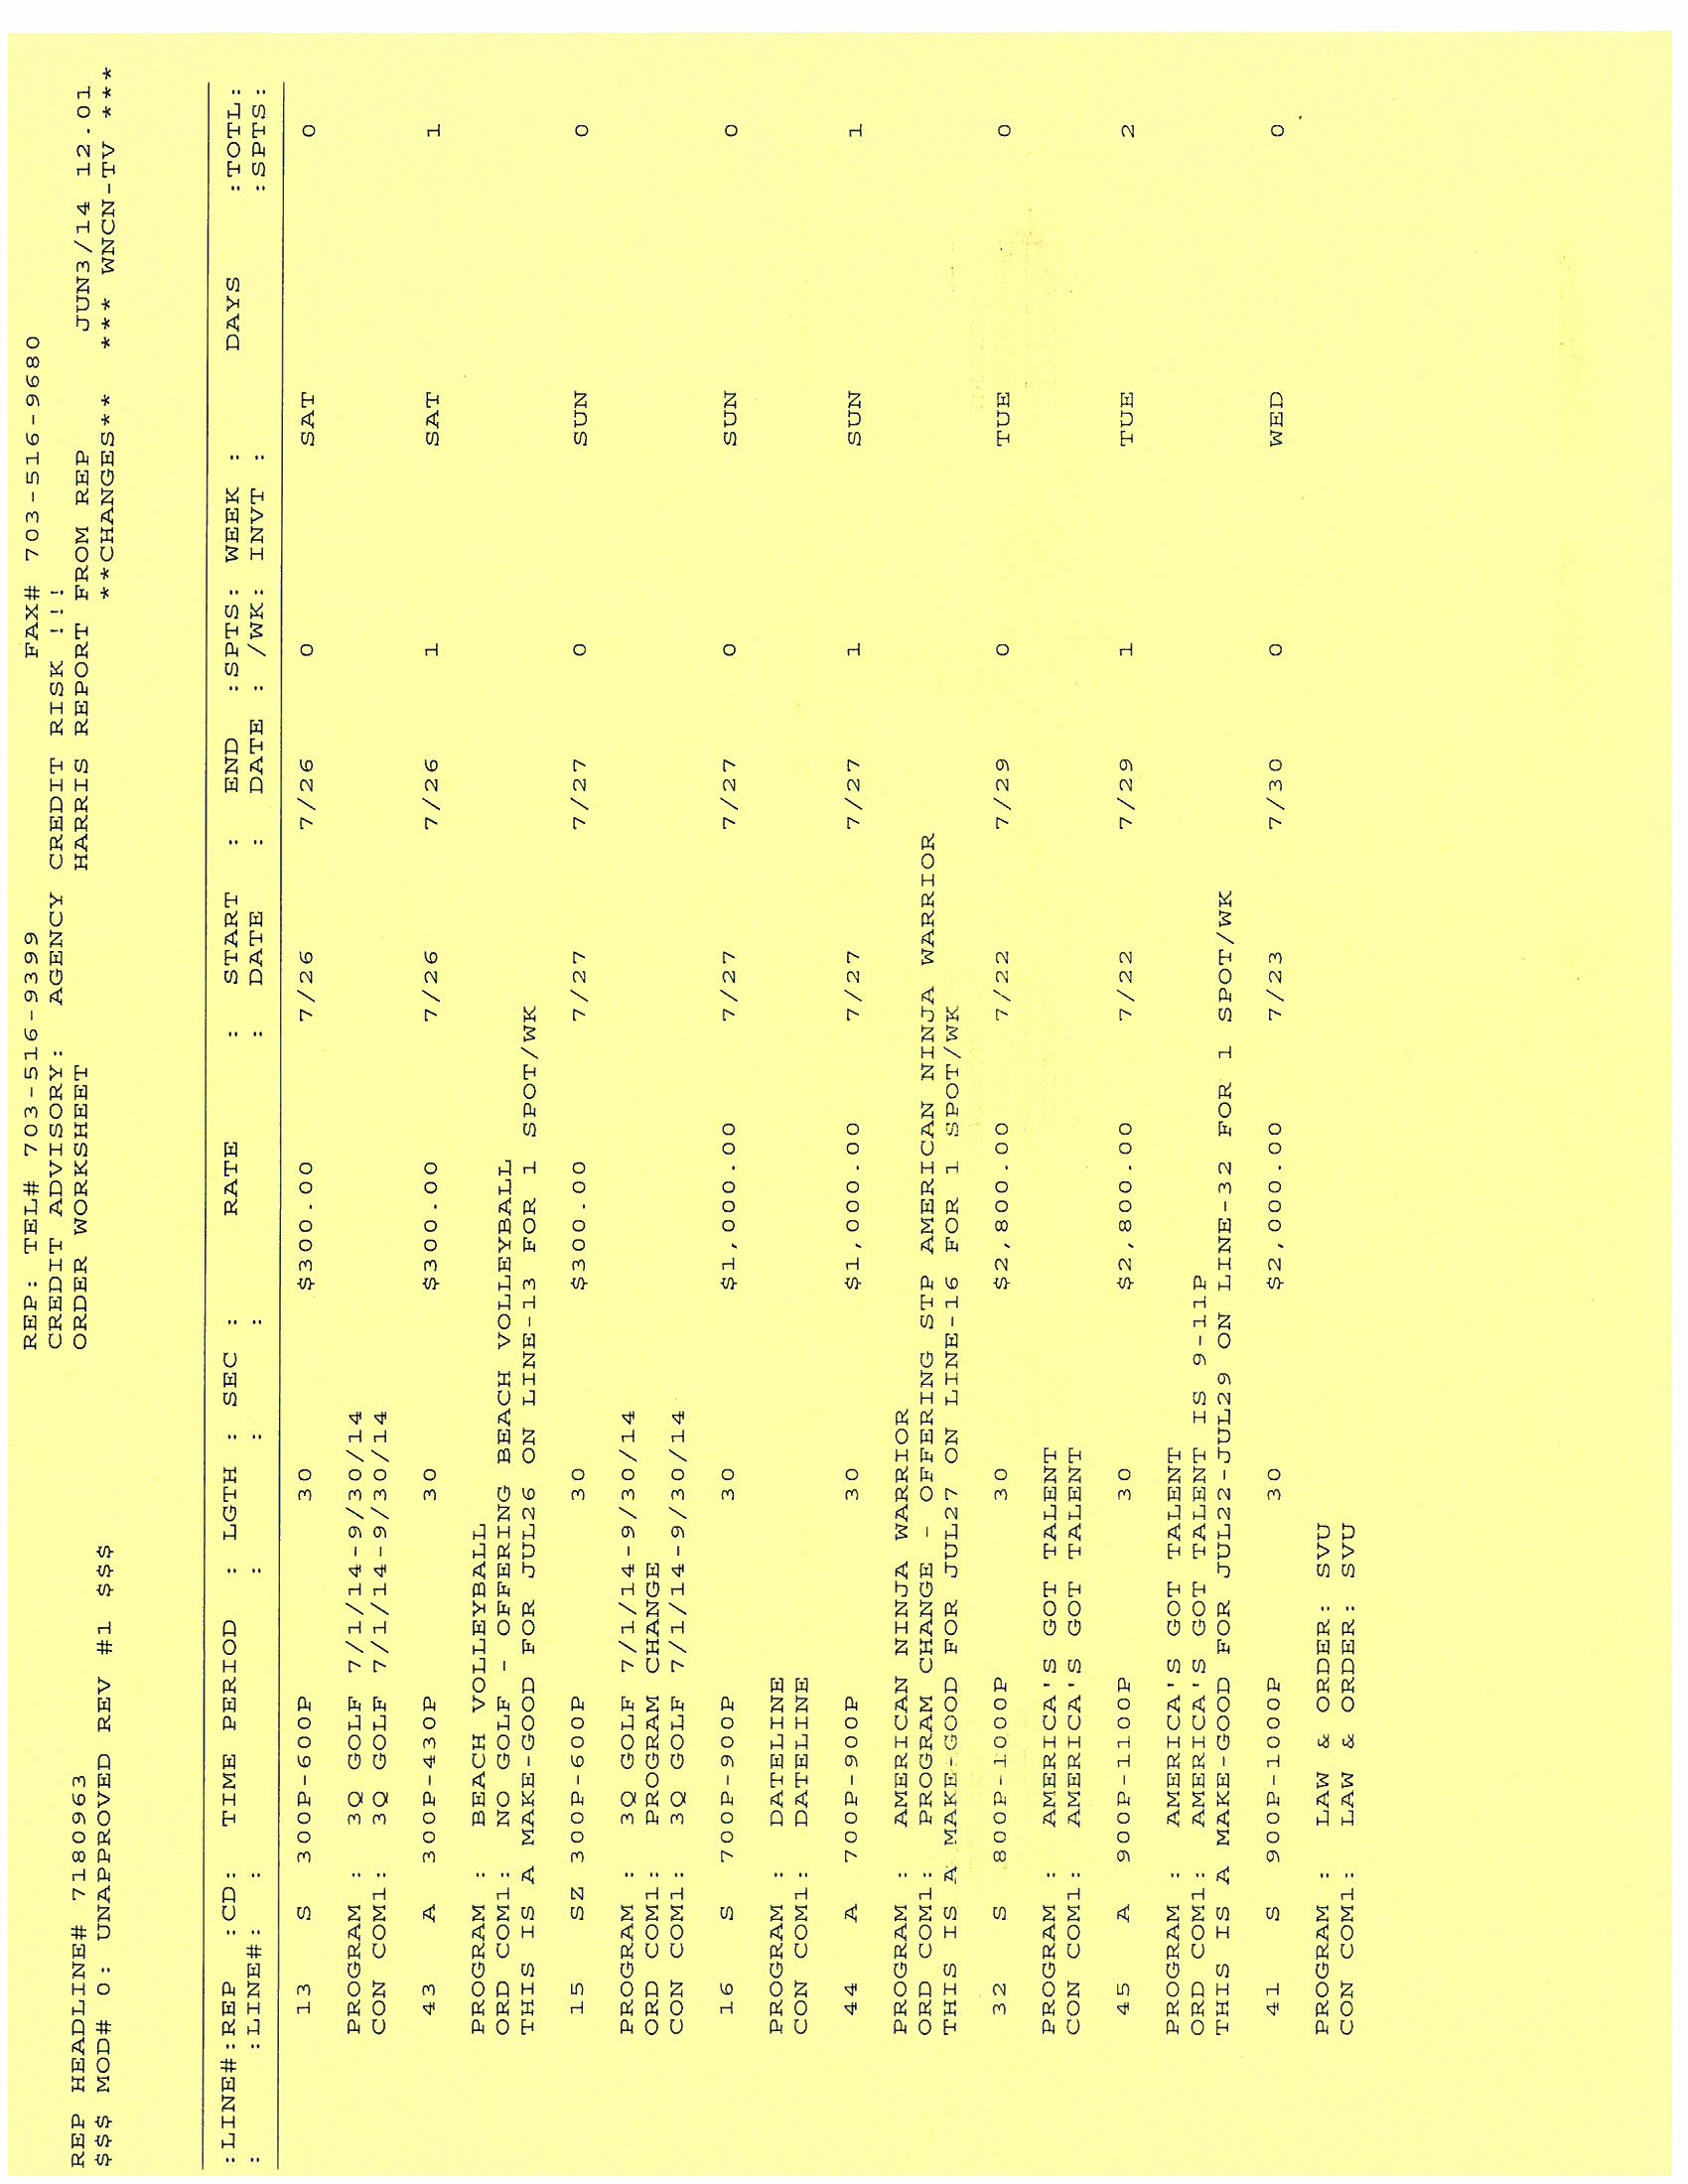 REP: TEL# 703-516-9399 FAX# 703-516-9680
CREDIT ADVISORY: AGENCY CREDIT RISK !!!
REP HEADLINE# 7180963 ORDER WORKSHEET HARRIS REPORT FROM REP JUN3/14 12.01
$$$ MOD# 0: UNAPPROVED REV #1 $$$ **CHANGES** *** WNCN-TV ***
:LINE#:REP :CD: TIME PERIOD : LGTH : SEC : RATE : START : END :SPTS: WEEK : DAYS :TOTL:
: :LINE#: : : : : DATE : DATE : /WK: INVT : :SPTS:
13 S 300P-600P 30 $300.00 7/26 7/26 0 SAT 0
PROGRAM : 3Q GOLF 7/1/14-9/30/14
CON COM1: 3Q GOLF 7/1/14-9/30/14
43 A 300P-430P 30 $300.00 7/26 7/26 1 SAT 1
PROGRAM : BEACH VOLLEYBALL
ORD COM1: NO GOLF - OFFERING BEACH VOLLEYBALL
THIS IS A MAKE-GOOD FOR JUL26 ON LINE-13 FOR 1 SPOT/WK
15 SZ 300P-600P 30 $300.00 7/27 7/27 0 SUN 0
PROGRAM : 3Q GOLF 7/1/14-9/30/14
ORD COM1: PROGRAM CHANGE
CON COM1: 3Q GOLF 7/1/14-9/30/14
16 S 700P-900P 30 $1,000.00 7/27 7/27 0 SUN 0
PROGRAM : DATELINE
CON COM1: DATELINE
44 A 700P-900P 30 $1,000.00 7/27 7/27 1 SUN 1
PROGRAM : AMERICAN NINJA WARRIOR
ORD COM1: PROGRAM CHANGE - OFFERING STP AMERICAN NINJA WARRIOR
THIS IS A MAKE-GOOD FOR JUL27 ON LINE-16 FOR 1 SPOT/WK
32 S 800P-1000P 30 $2,800.00 7/22 7/29 0 TUE 0
PROGRAM : AMERICA'S GOT TALENT
CON COM1: AMERICA'S GOT TALENT
45 A 900P-1100P 30 $2,800.00 7/22 7/29 1 TUE 2
PROGRAM : AMERICA'S GOT TALENT
ORD COM1: AMERICA'S GOT TALENT IS 9-11P
THIS IS A MAKE-GOOD FOR JUL22-JUL29 ON LINE-32 FOR 1 SPOT/WK
41 S 900P-1000P 30 $2,000.00 7/23 7/30 0 WED 0
PROGRAM : LAW & ORDER: SVU
CON COM1: LAW & ORDER: SVU